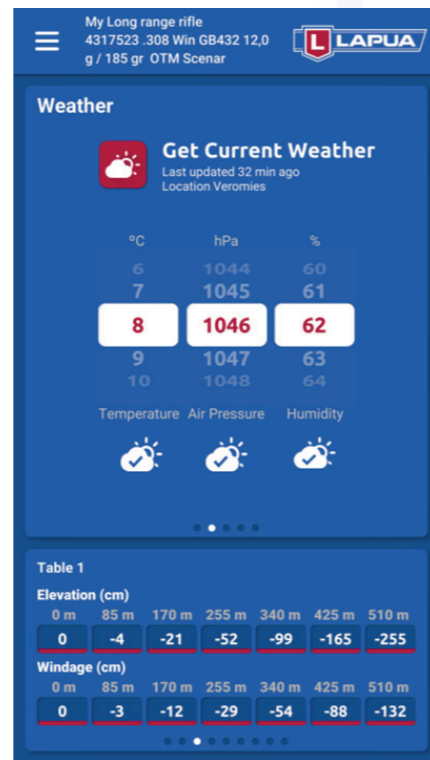 My Long range rifle
4317523 .308 Win GB432 12,0
g / 185 gr OTM Scenar
L LAPUA
Weather
Get Current Weather
Last updated 32 min ago
Location Veromies
°C hPa %
6 1044 60
7 1045 61
8 1046 62
9 1047 63
10 1048 64
Temperature Air Pressure Humidity
Table 1
Elevation (cm)
0 m 85 m 170 m 255 m 340 m 425 m 510 m
0 -4 -21 -52 -99 -165 -255
Windage (cm)
0 m 85 m 170 m 255 m 340 m 425 m 510 m
0 -3 -12 -29 -54 -88 -132